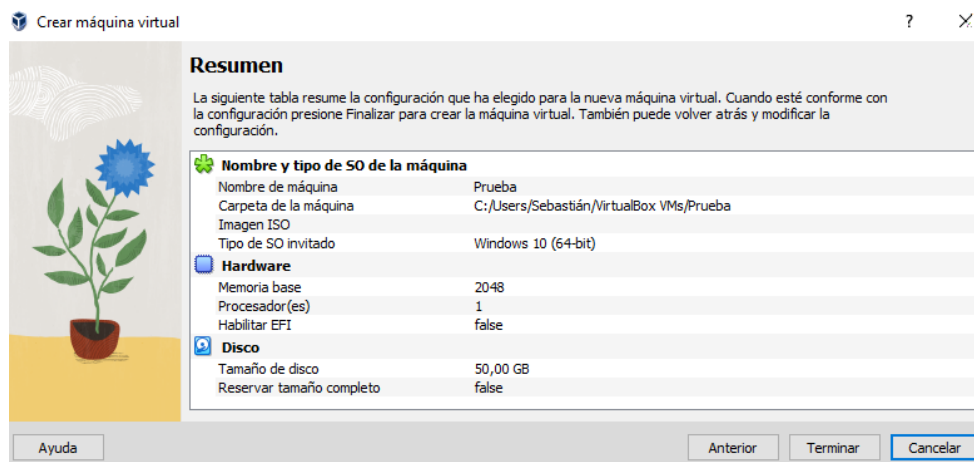 Crear máquina virtual
Resumen
La siguiente tabla resume la configuración que ha elegido para la nueva máquina virtual. Cuando esté conforme con
la configuración presione Finalizar para crear la máquina virtual. También puede volver atrás y modificar la
configuración.
Nombre y tipo de SO de la máquina
Nombre de máquina Prueba
Carpeta de la máquina C:/Users/Sebastián/VirtualBox VMs/Prueba
Imagen ISO
Tipo de SO invitado Windows 10 (64-bit)
Hardware
Memoria base 2048
Procesador(es) 1
Habilitar EFI false
Disco
Tamaño de disco 50,00 GB
Reservar tamaño completo false
Ayuda Anterior Terminar Cancelar